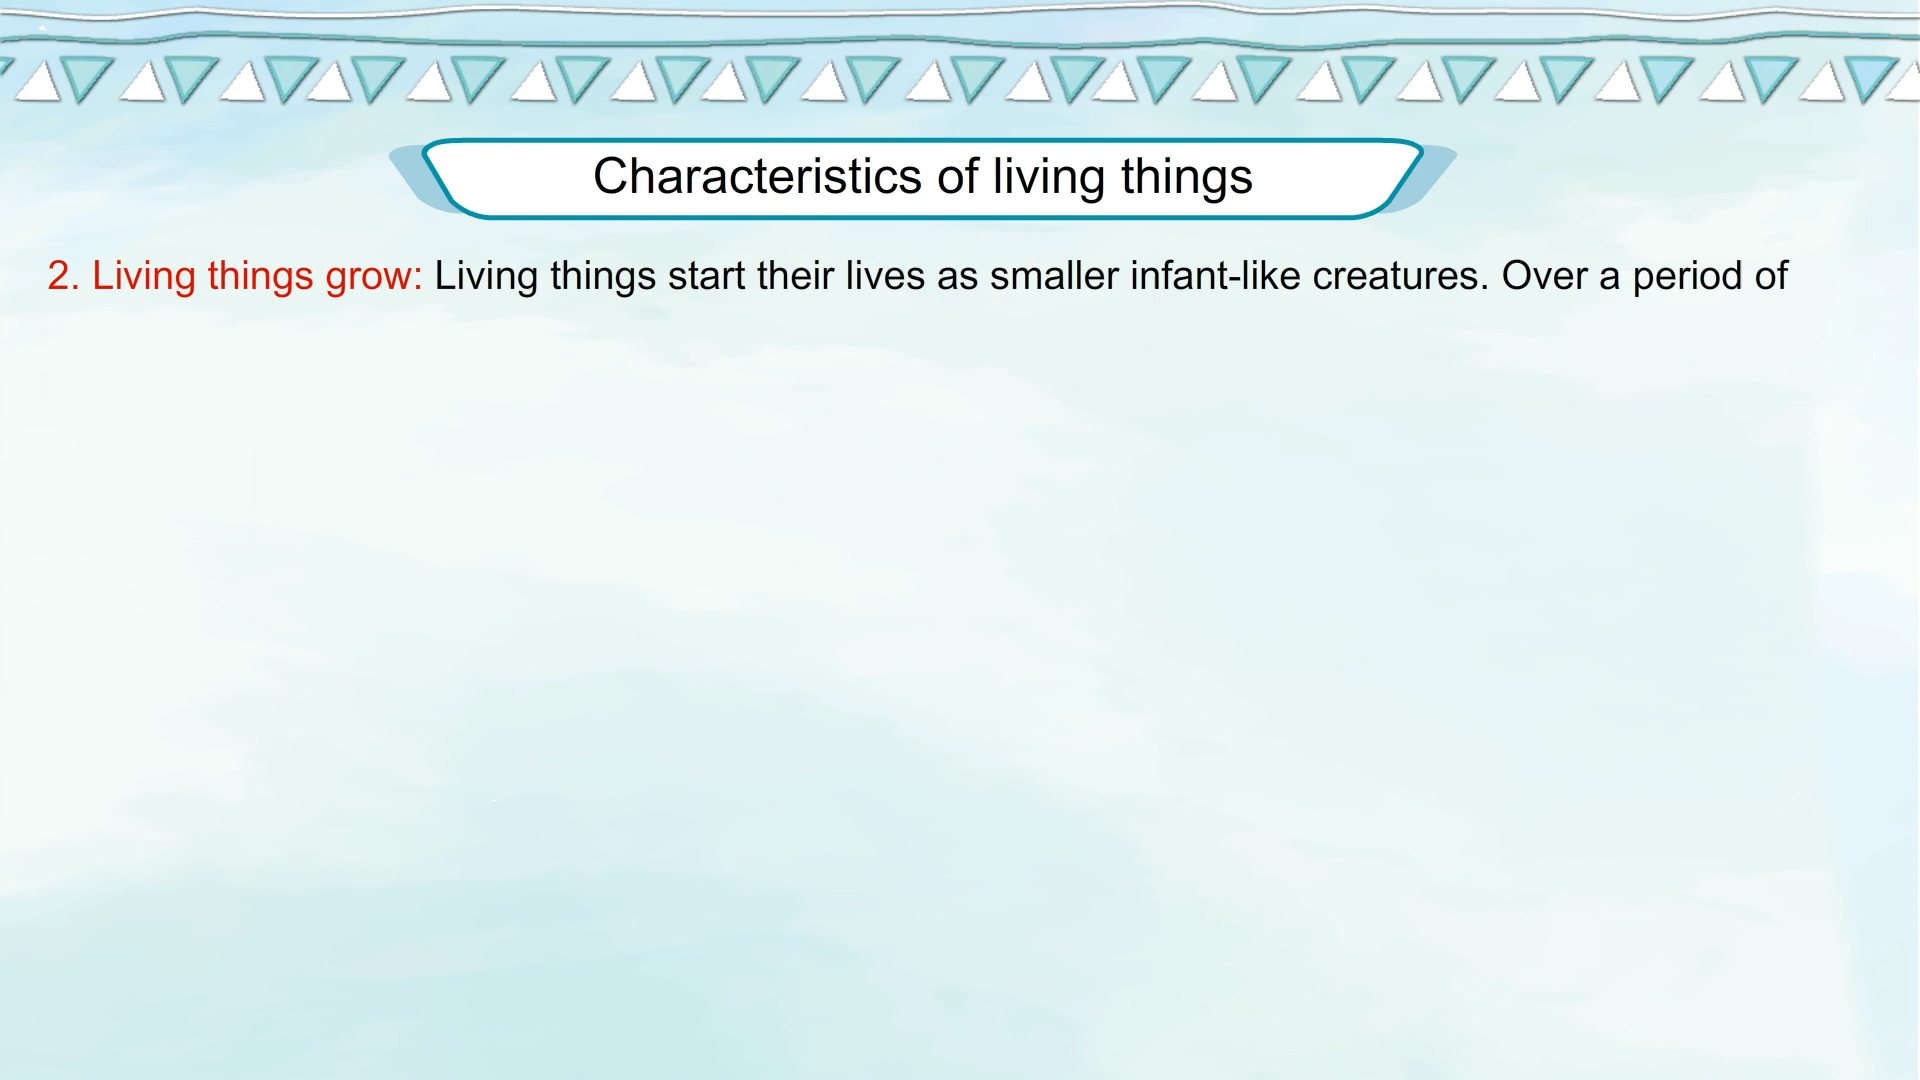 Characteristics of living things
2. Living things grow: Living things start their lives as smaller infant-like creatures. Over a period of